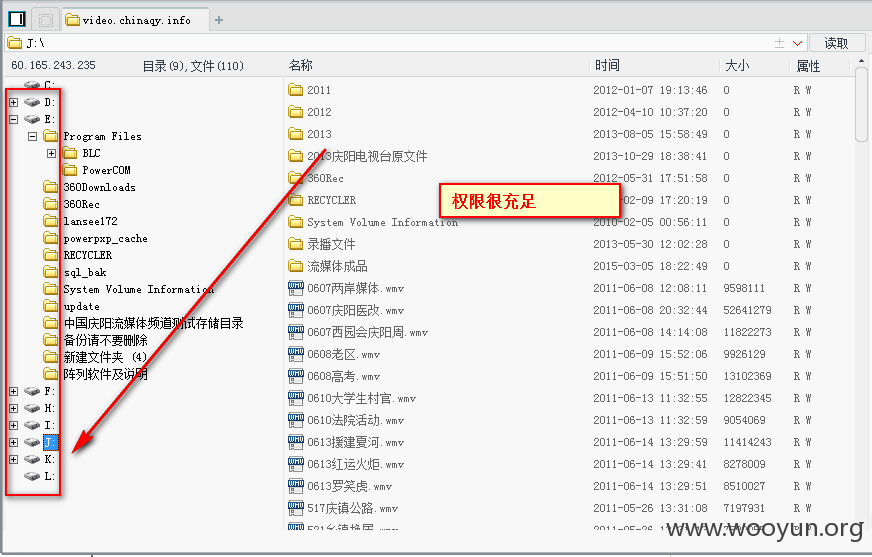 video.chinaqy.info
J:\
读取
60.165.243.235
目录(9),文件(110)
名称 时间 大小 属性
C:
D:
E:
Program Files
BLC
PowerCOM
360Downloads
360Rec
lansee172
powerpxp_cache
RECYCLER
sql_bak
System Volume Information
update
中国庆阳流媒体频道测试存储目录
备份请不要删除
新建文件夹 (4)
阵列软件及说明
F:
H:
I:
J:
K:
L:
2011 2012-01-07 19:13:46 0 R W
2012 2012-04-10 10:37:20 0 R W
2013 2013-08-05 15:58:49 0 R W
2013庆阳电视台原文件 2013-10-29 18:38:41 0 R W
360Rec 2012-05-31 17:51:58 0 R W
RECYCLER 02-09 17:20:19 0 R W
System Volume Information 2010-02-05 00:56:11 0 R W
录播文件 2013-05-30 12:02:28 0 R W
流媒体成品 2015-03-05 18:22:49 0 R W
0607两岸媒体.wmv 2011-06-08 12:08:11 9598111 R W
0607庆阳医改.wmv 2011-06-08 20:32:44 52641279 R W
0607西园会庆阳周.wmv 2011-06-08 14:14:08 11822273 R W
0608老区.wmv 2011-06-09 15:52:06 9926129 R W
0608高考.wmv 2011-06-09 15:51:50 13102369 R W
0610大学生村官.wmv 2011-06-13 11:32:55 12822345 R W
0610法院活动.wmv 2011-06-13 11:32:59 9054069 R W
0613援建夏河.wmv 2011-06-14 13:29:59 11414243 R W
0613红运火炬.wmv 2011-06-14 13:29:41 8278009 R W
0613罗笑虎.wmv 2011-06-14 13:29:51 8510027 R W
517庆镇公路.wmv 2011-05-26 13:31:08 7197931 R W
权限很充足
www.wooyun.org